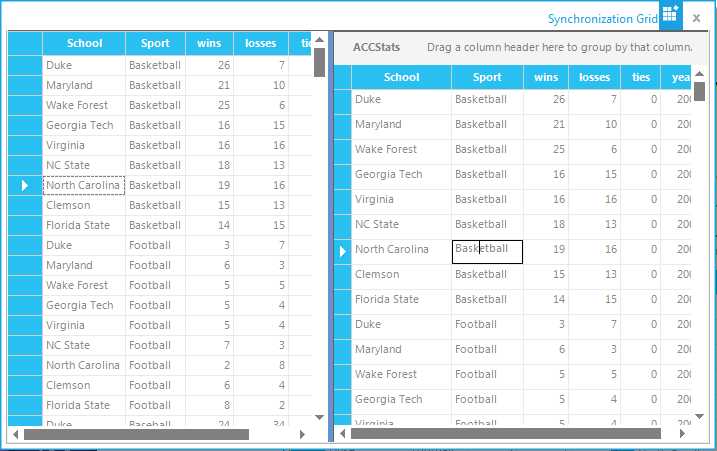 Synchronization Grid
School Sport wins losses
Duke Basketball 26 7
Maryland Basketball 21 10
Wake Forest Basketball 25 6
Georgia Tech Basketball 16 15
Virginia Basketball 16 16
NC State Basketball 18 13
North Carolina Basketball 19 16
Clemson Basketball 15 13
Florida State Basketball 14 15
Duke Football 3 7
Maryland Football 6 3
Wake Forest Football 5 5
Georgia Tech Football 5 4
Virginia Football 5 4
NC State Football 7 3
North Carolina Football 2 8
Clemson Football 6 4
Florida State Football 8 2
Duke Baseball 24 34
ACCStats Drag a column header here to group by that column.
School Sport wins losses ties yea
Duke Basketball 26 7 0 200
Maryland Basketball 21 10 0 200
Wake Forest Basketball 25 6 0 200
Georgia Tech Basketball 16 15 0 200
Virginia Basketball 16 16 0 200
NC State Basketball 18 13 0 200
North Carolina Basketball 19 16 0 200
Clemson Basketball 15 13 0 200
Florida State Basketball 14 15 0 200
Duke Football 3 7 0 200
Maryland Football 6 3 0 200
Wake Forest Football 5 5 0 200
Georgia Tech Football 5 4 0 200
Virginia Football 5 4 0 200